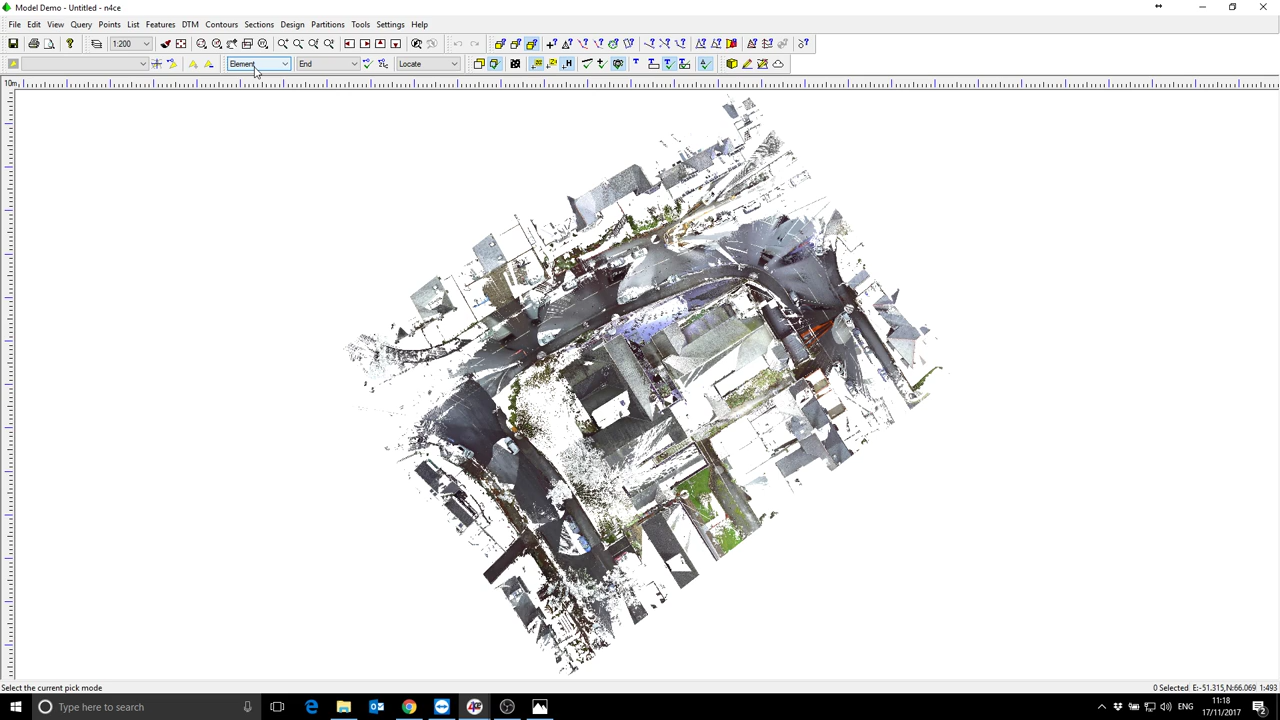 Model Demo - Untitled - n4ce
File Edit View Query Points List Features DTM Contours Sections Design Partitions Tools Settings Help
1:200
Element End Locate
10m
Select the current pick mode
0 Selected E:-51.315,N:66.069 1:493
Type here to search
ENG
11:18
17/11/2017
2